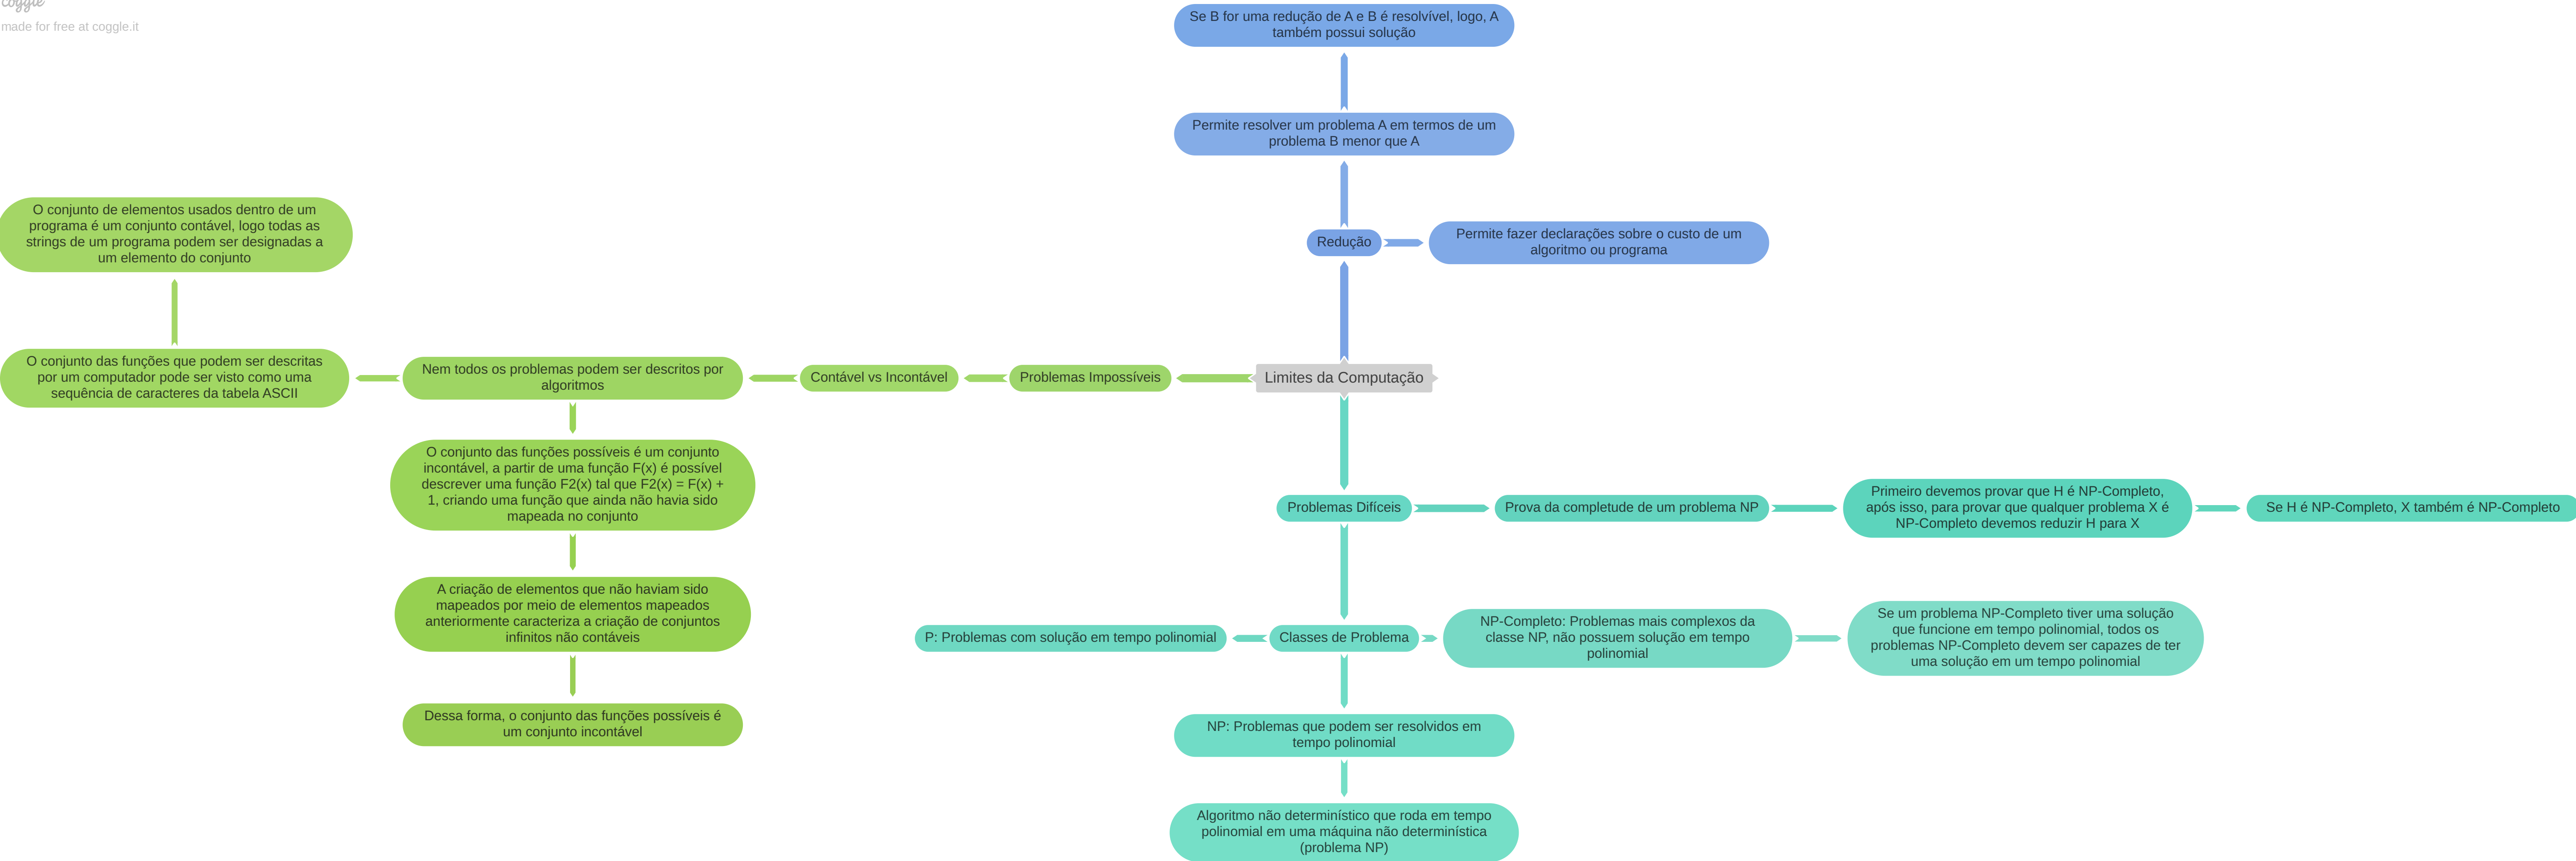 coggle
made for free at coggle.it
Se B for uma redução de A e B é resolvível, logo, A
também possui solução
Permite resolver um problema A em termos de um
problema B menor que A
Redução
Permite fazer declarações sobre o custo de um
algoritmo ou programa
O conjunto de elementos usados dentro de um
programa é um conjunto contável, logo todas as
strings de um programa podem ser designadas a
um elemento do conjunto
O conjunto das funções que podem ser descritas
por um computador pode ser visto como uma
sequência de caracteres da tabela ASCII
Nem todos os problemas podem ser descritos por
algoritmos
Contável vs Incontável
Problemas Impossíveis
Limites da Computação
O conjunto das funções possíveis é um conjunto
incontável, a partir de uma função F(x) é possível
descrever uma função F2(x) tal que F2(x) = F(x) +
1, criando uma função que ainda não havia sido
mapeada no conjunto
A criação de elementos que não haviam sido
mapeados por meio de elementos mapeados
anteriormente caracteriza a criação de conjuntos
infinitos não contáveis
Dessa forma, o conjunto das funções possíveis é
um conjunto incontável
Problemas Difíceis
Prova da completude de um problema NP
Primeiro devemos provar que H é NP-Completo,
após isso, para provar que qualquer problema X é
NP-Completo devemos reduzir H para X
Se H é NP-Completo, X também é NP-Completo
P: Problemas com solução em tempo polinomial
Classes de Problema
NP-Completo: Problemas mais complexos da
classe NP, não possuem solução em tempo
polinomial
Se um problema NP-Completo tiver uma solução
que funcione em tempo polinomial, todos os
problemas NP-Completo devem ser capazes de ter
uma solução em um tempo polinomial
NP: Problemas que podem ser resolvidos em
tempo polinomial
Algoritmo não determinístico que roda em tempo
polinomial em uma máquina não determinística
(problema NP)